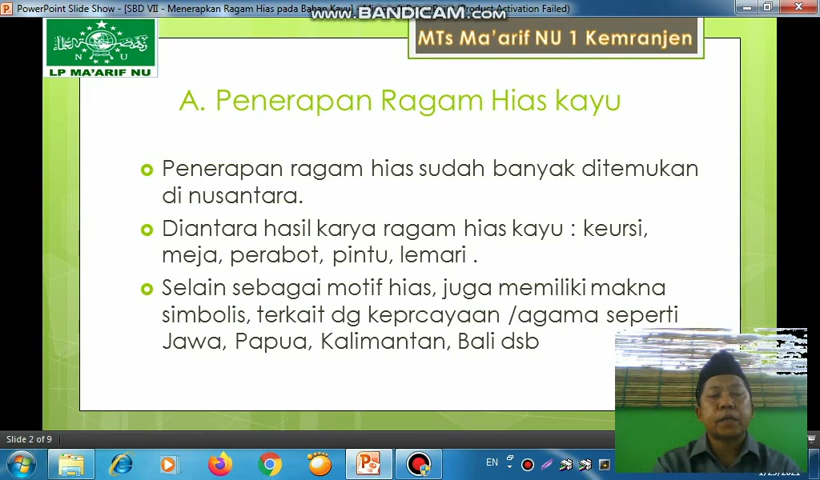 PowerPoint Slide Show - [SBD VII - Menerapkan Ragam Hias pada Bahan Kayu]
Product Activation Failed)
WWW.BANDICAM.COM
MTs Ma'arif NU 1 Kemranjen
N U
LP MA'ARIF NU
A. Penerapan Ragam Hias kayu
Penerapan ragam hias sudah banyak ditemukan
di nusantara.
Diantara hasil karya ragam hias kayu : keursi,
meja, perabot, pintu, lemari .
Selain sebagai motif hias, juga memiliki makna
simbolis, terkait dg keprcayaan /agama seperti
Jawa, Papua, Kalimantan, Bali dsb
Slide 2 of 9
EN